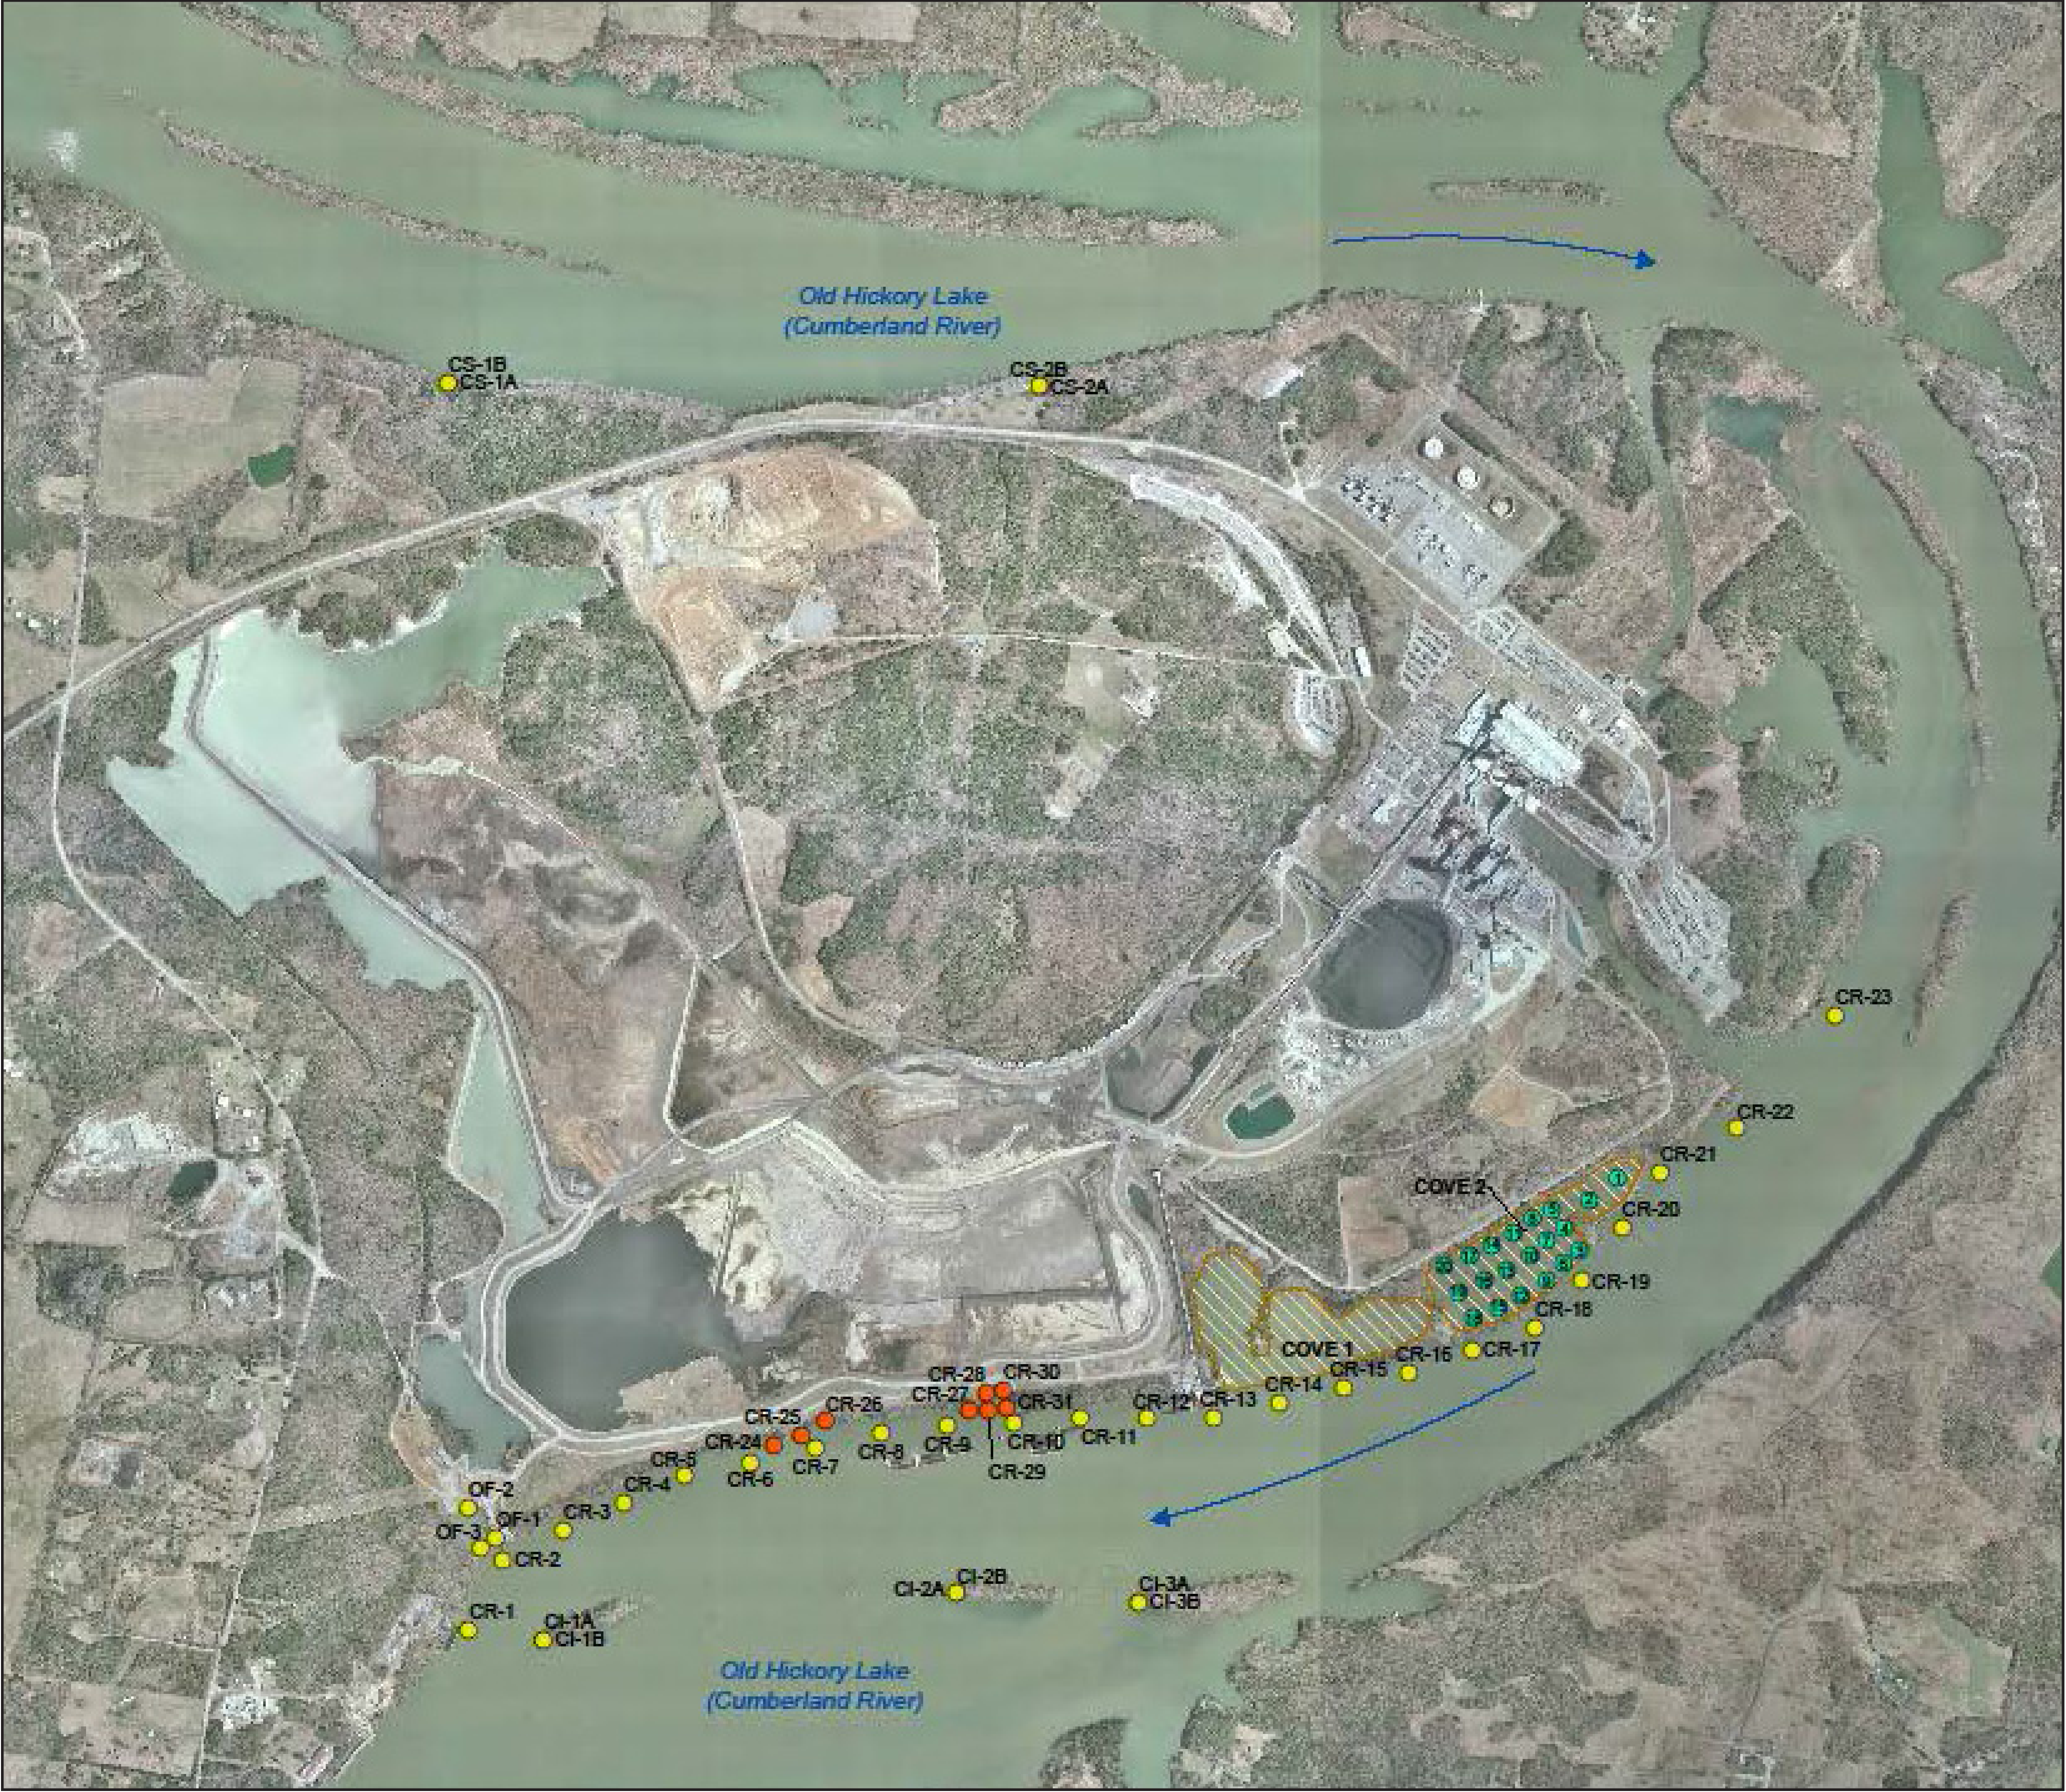 Old Hickory Lake
(Cumberland River)
CS-1B
CS-1A
CS-2B
CS-2A
CR-23
CR-22
CR-21
COVE 2
1
2
CR-20
CR-19
CR-18
CR-17
COVE 1
CR-16
CR-15
CR-14
CR-13
CR-12
CR-11
CR-28
CR-30
CR-27
CR-31
CR-10
CR-29
CR-9
CR-8
CR-26
CR-25
CR-24
CR-7
CR-6
CR-5
CR-4
CR-3
OF-2
OF-1
OF-3
CR-2
CR-1
CI-1A
CI-1B
CI-2A
CI-2B
CI-3A
CI-3B
Old Hickory Lake
(Cumberland River)